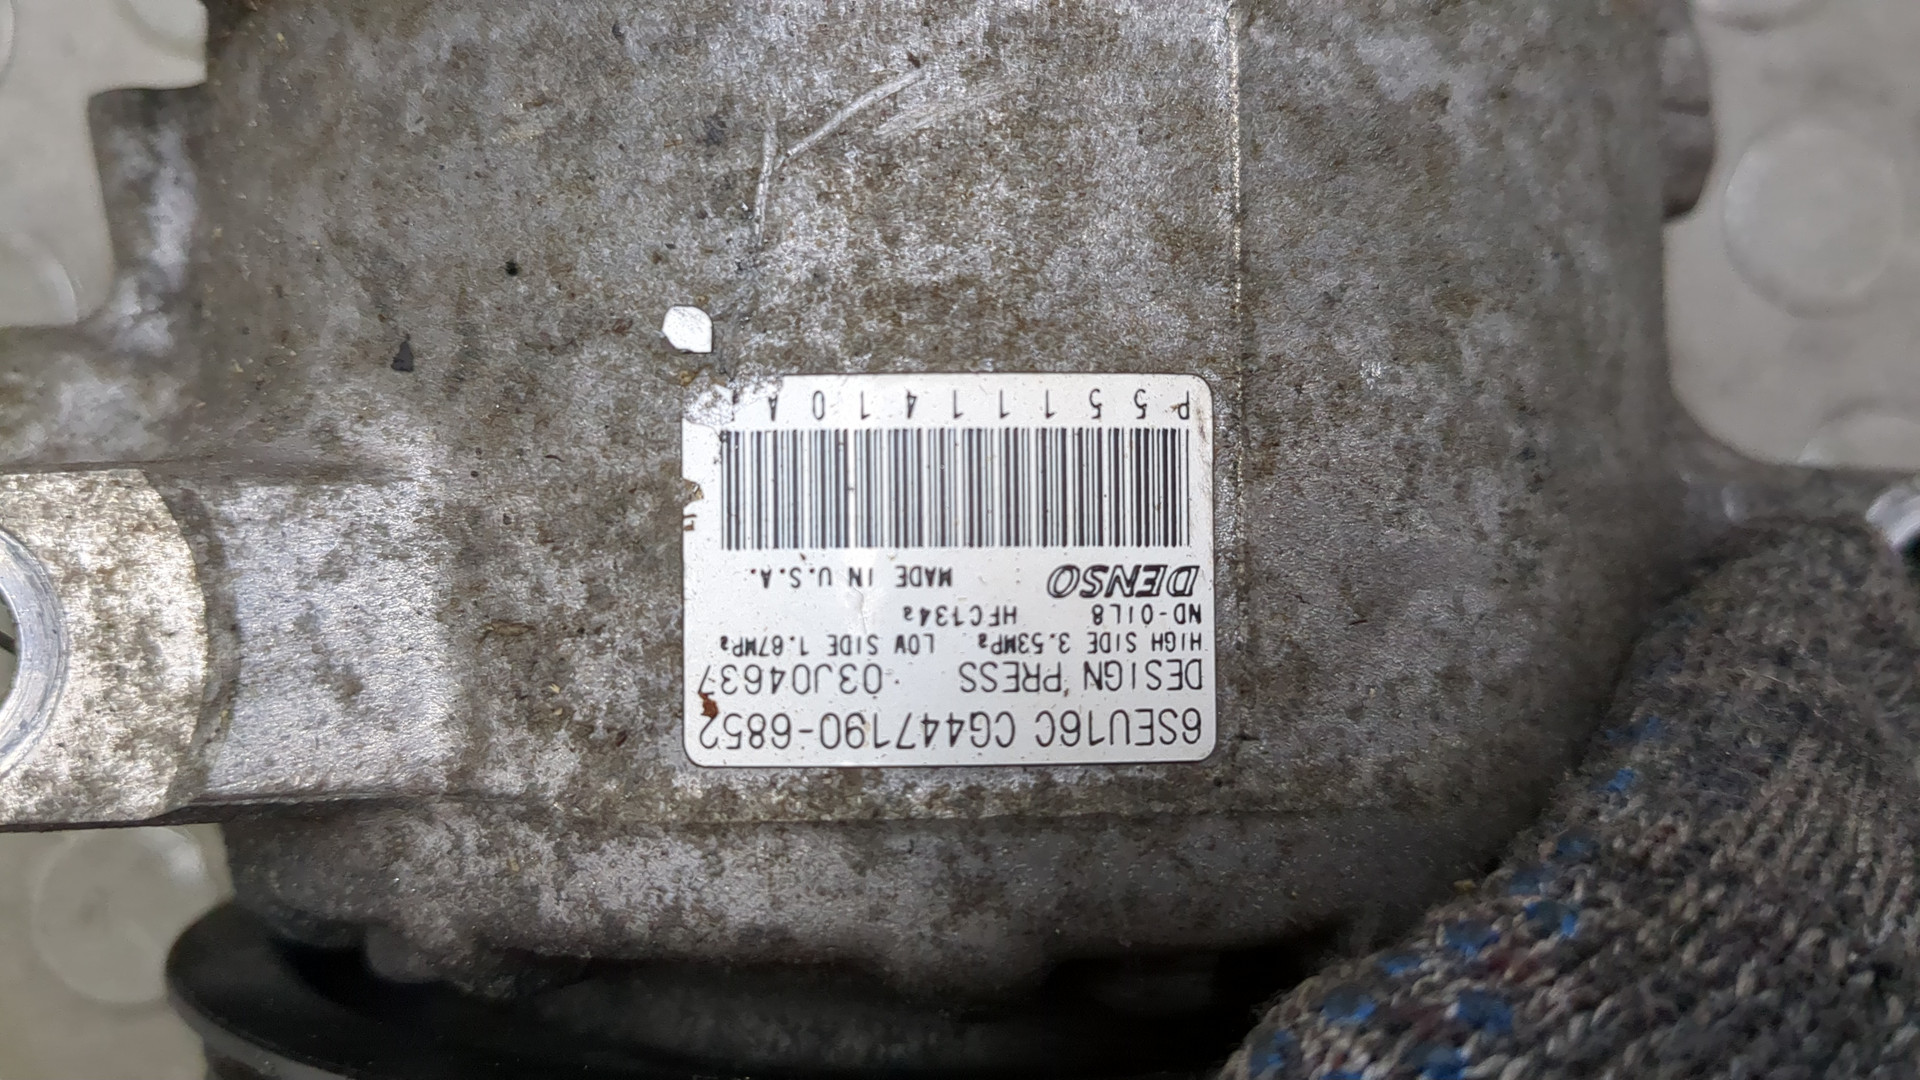 6SEU16C CG447190-6852
DESIGN PRESS 03J04637
HIGH SIDE 3.53MPa LOW SIDE 1.67MPa
ND-OIL8 HFC134a
DENSO MADE IN U.S.A.
P55111410A